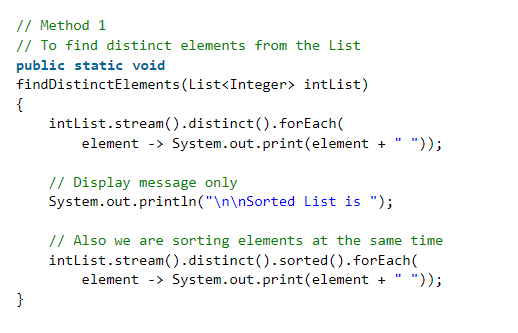 // Method 1
// To find distinct elements from the List
public static void
findDistinctElements(List<Integer> intList)
{
    intList.stream().distinct().forEach(
        element -> System.out.print(element + " "));

    // Display message only
    System.out.println("\n\nSorted List is ");

    // Also we are sorting elements at the same time
    intList.stream().distinct().sorted().forEach(
        element -> System.out.print(element + " "));
}